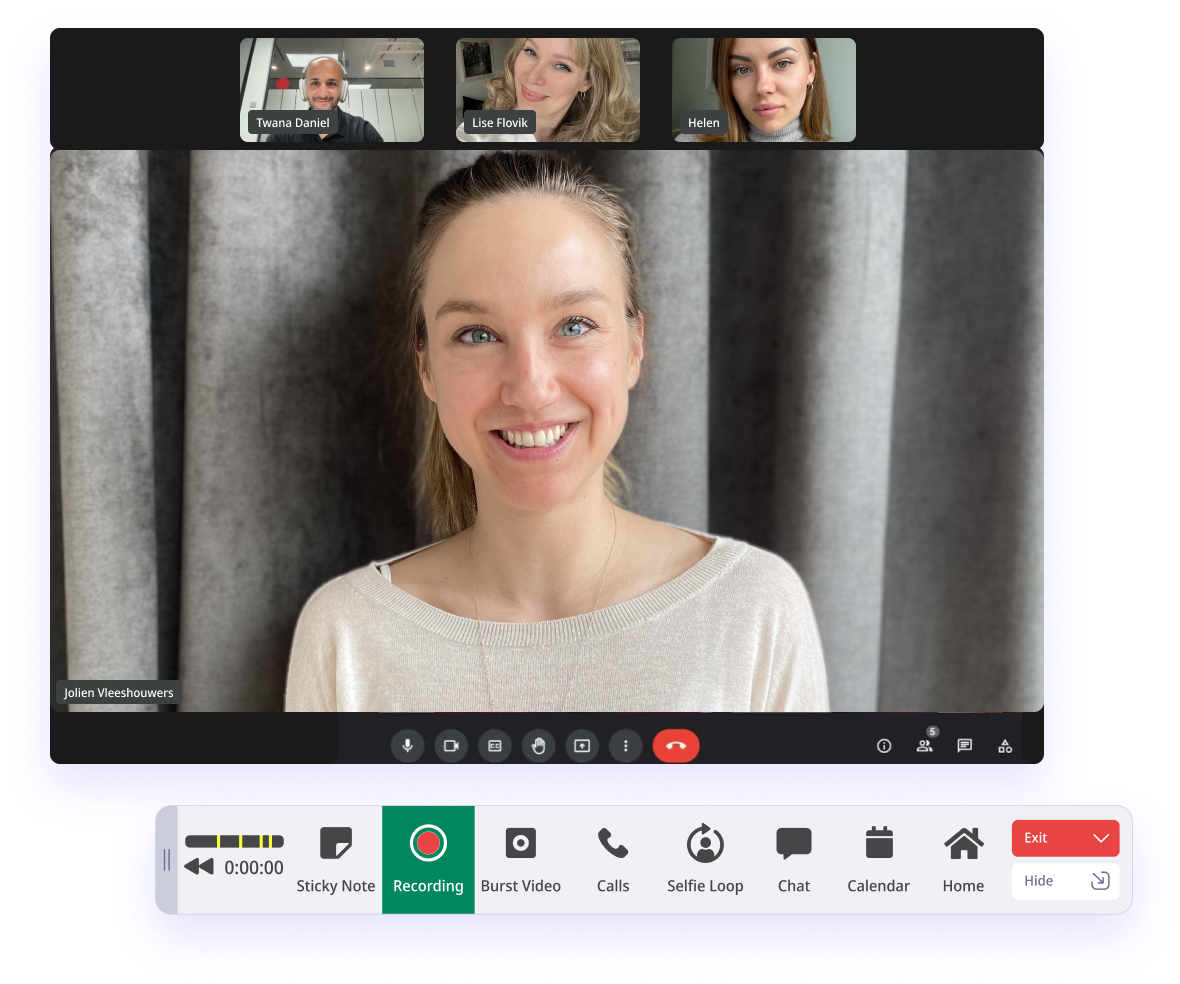 Twana Daniel
Lise Flovik
Helen
Jolien Vleeshouwers
CC
5
0:00:00
Sticky Note
Recording
Burst Video
Calls
Selfie Loop
Chat
Calendar
Home
Exit
Hide